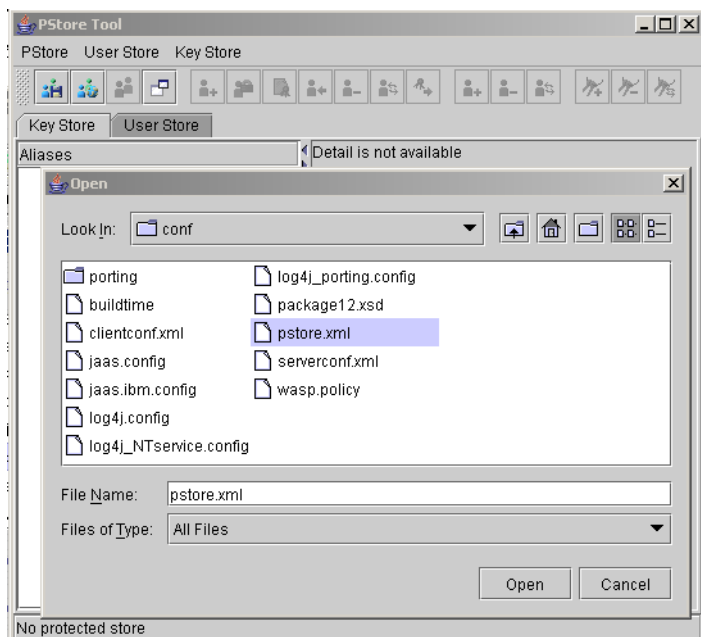 PStore Tool
PStore User Store Key Store
Key Store User Store
Aliases Detail is not available
Open
Look In: conf
porting log4j_porting.config
buildtime package12.xsd
clientconf.xml pstore.xml
jaas.config serverconf.xml
jaas.ibm.config wasp.policy
log4j.config
log4j_NTservice.config
File Name: pstore.xml
Files of Type: All Files
Open Cancel
No protected store